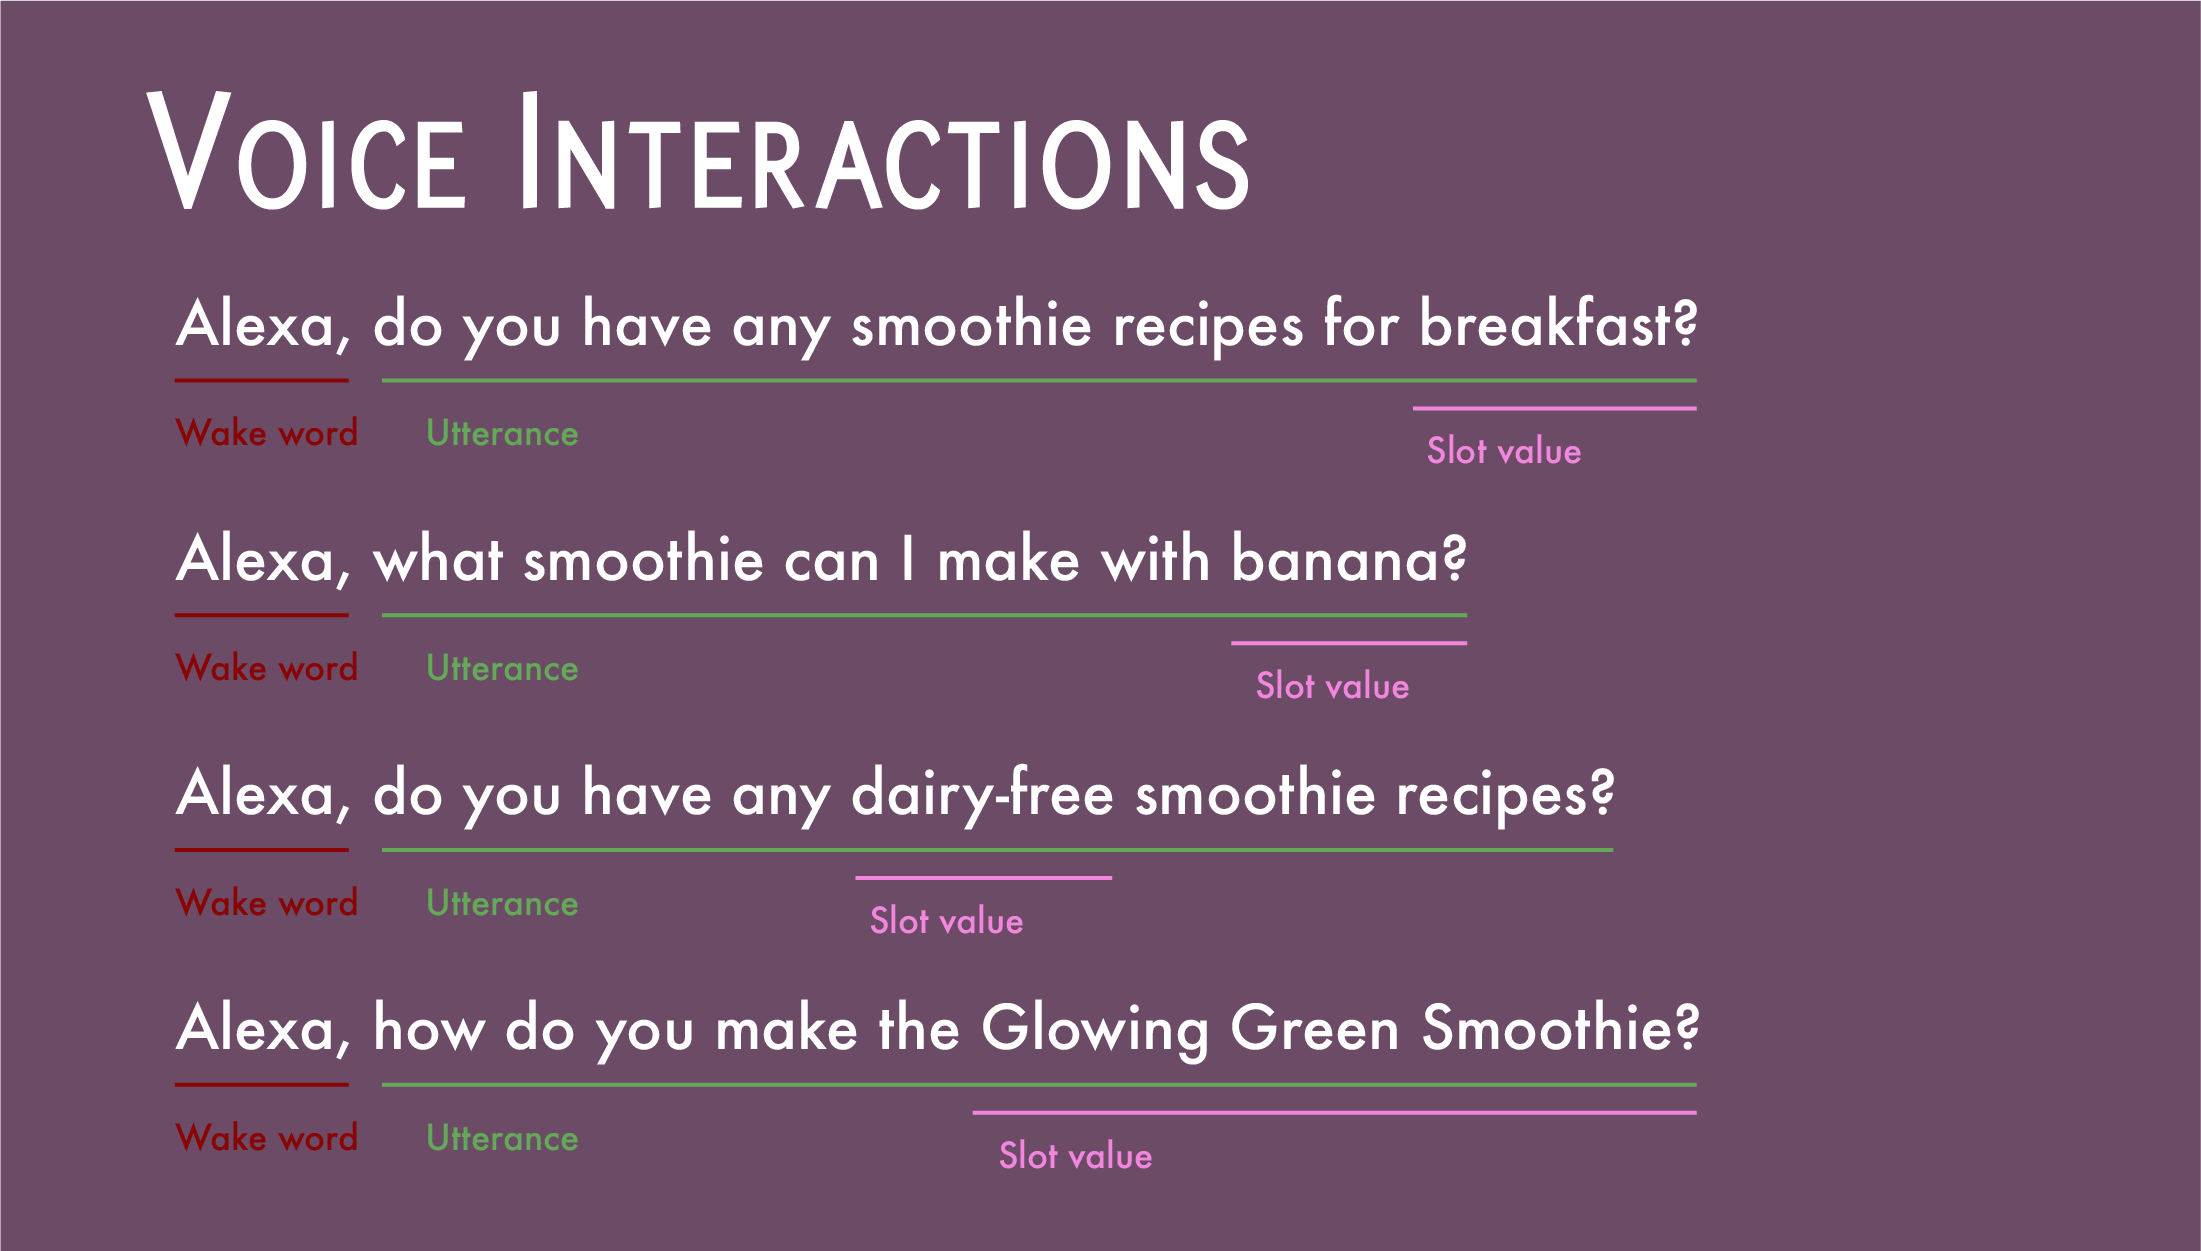 Voice Interactions
Alexa, do you have any smoothie recipes for breakfast?
Wake word Utterance Slot value
Alexa, what smoothie can I make with banana?
Wake word Utterance Slot value
Alexa, do you have any dairy-free smoothie recipes?
Wake word Utterance Slot value
Alexa, how do you make the Glowing Green Smoothie?
Wake word Utterance Slot value